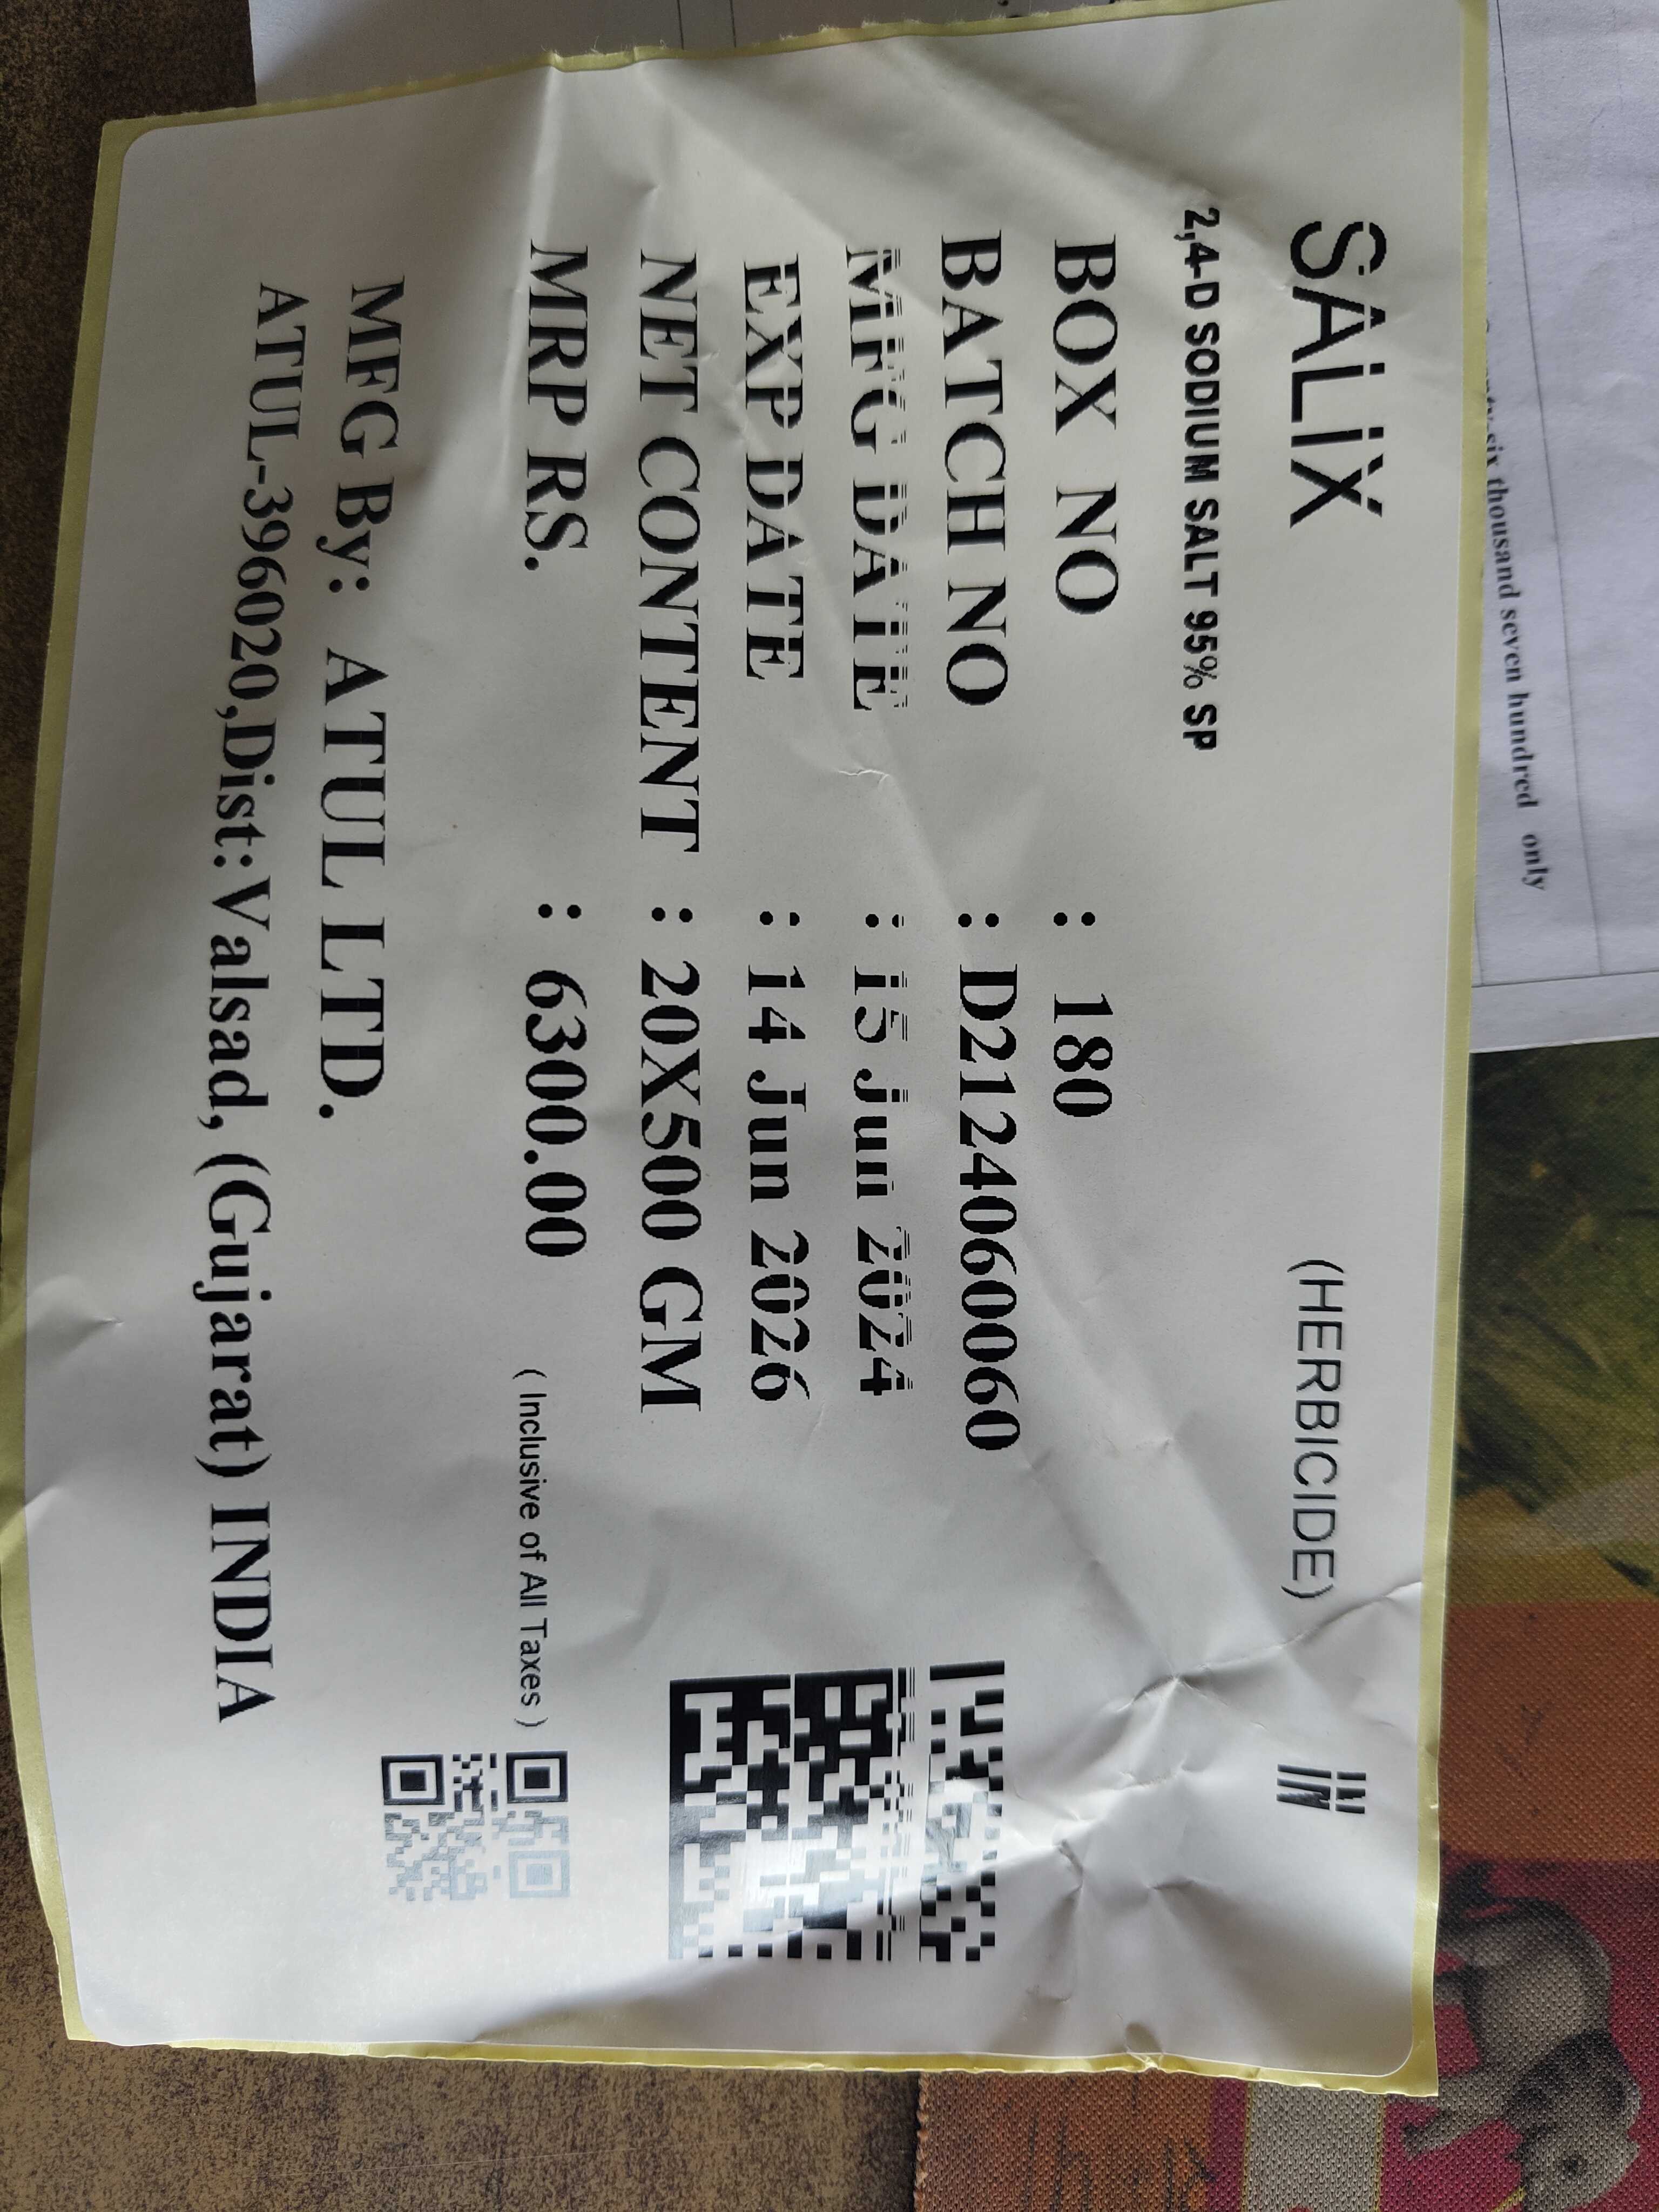 SALIX (HERBICIDE)
2,4-D SODIUM SALT 95% SP
BOX NO : 180
BATCH NO : D2124060060
MFG DATE : 15 Jun 2024
EXP DATE : 14 Jun 2026
NET CONTENT : 20X500 GM
MRP RS. : 6300.00 ( Inclusive of All Taxes )
MFG By: ATUL LTD.
ATUL-396020,Dist:Valsad, (Gujarat) INDIA
six thousand seven hundred only